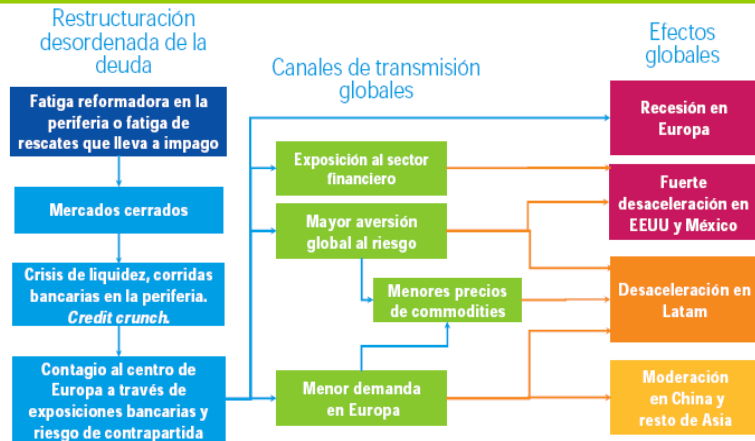 Restructuración
desordenada de la
deuda
Fatiga reformadora en la
periferia o fatiga de
rescates que lleva a impago
Mercados cerrados
Crisis de liquidez, corridas
bancarias en la periferia.
Credit crunch.
Contagio al centro de
Europa a través de
exposiciones bancarias y
riesgo de contrapartida
Canales de transmisión
globales
Exposición al sector
financiero
Mayor aversión
global al riesgo
Menores precios
de commodities
Menor demanda
en Europa
Efectos
globales
Recesión en
Europa
Fuerte
desaceleración en
EEUU y México
Desaceleración en
Latam
Moderación
en China y
resto de Asia